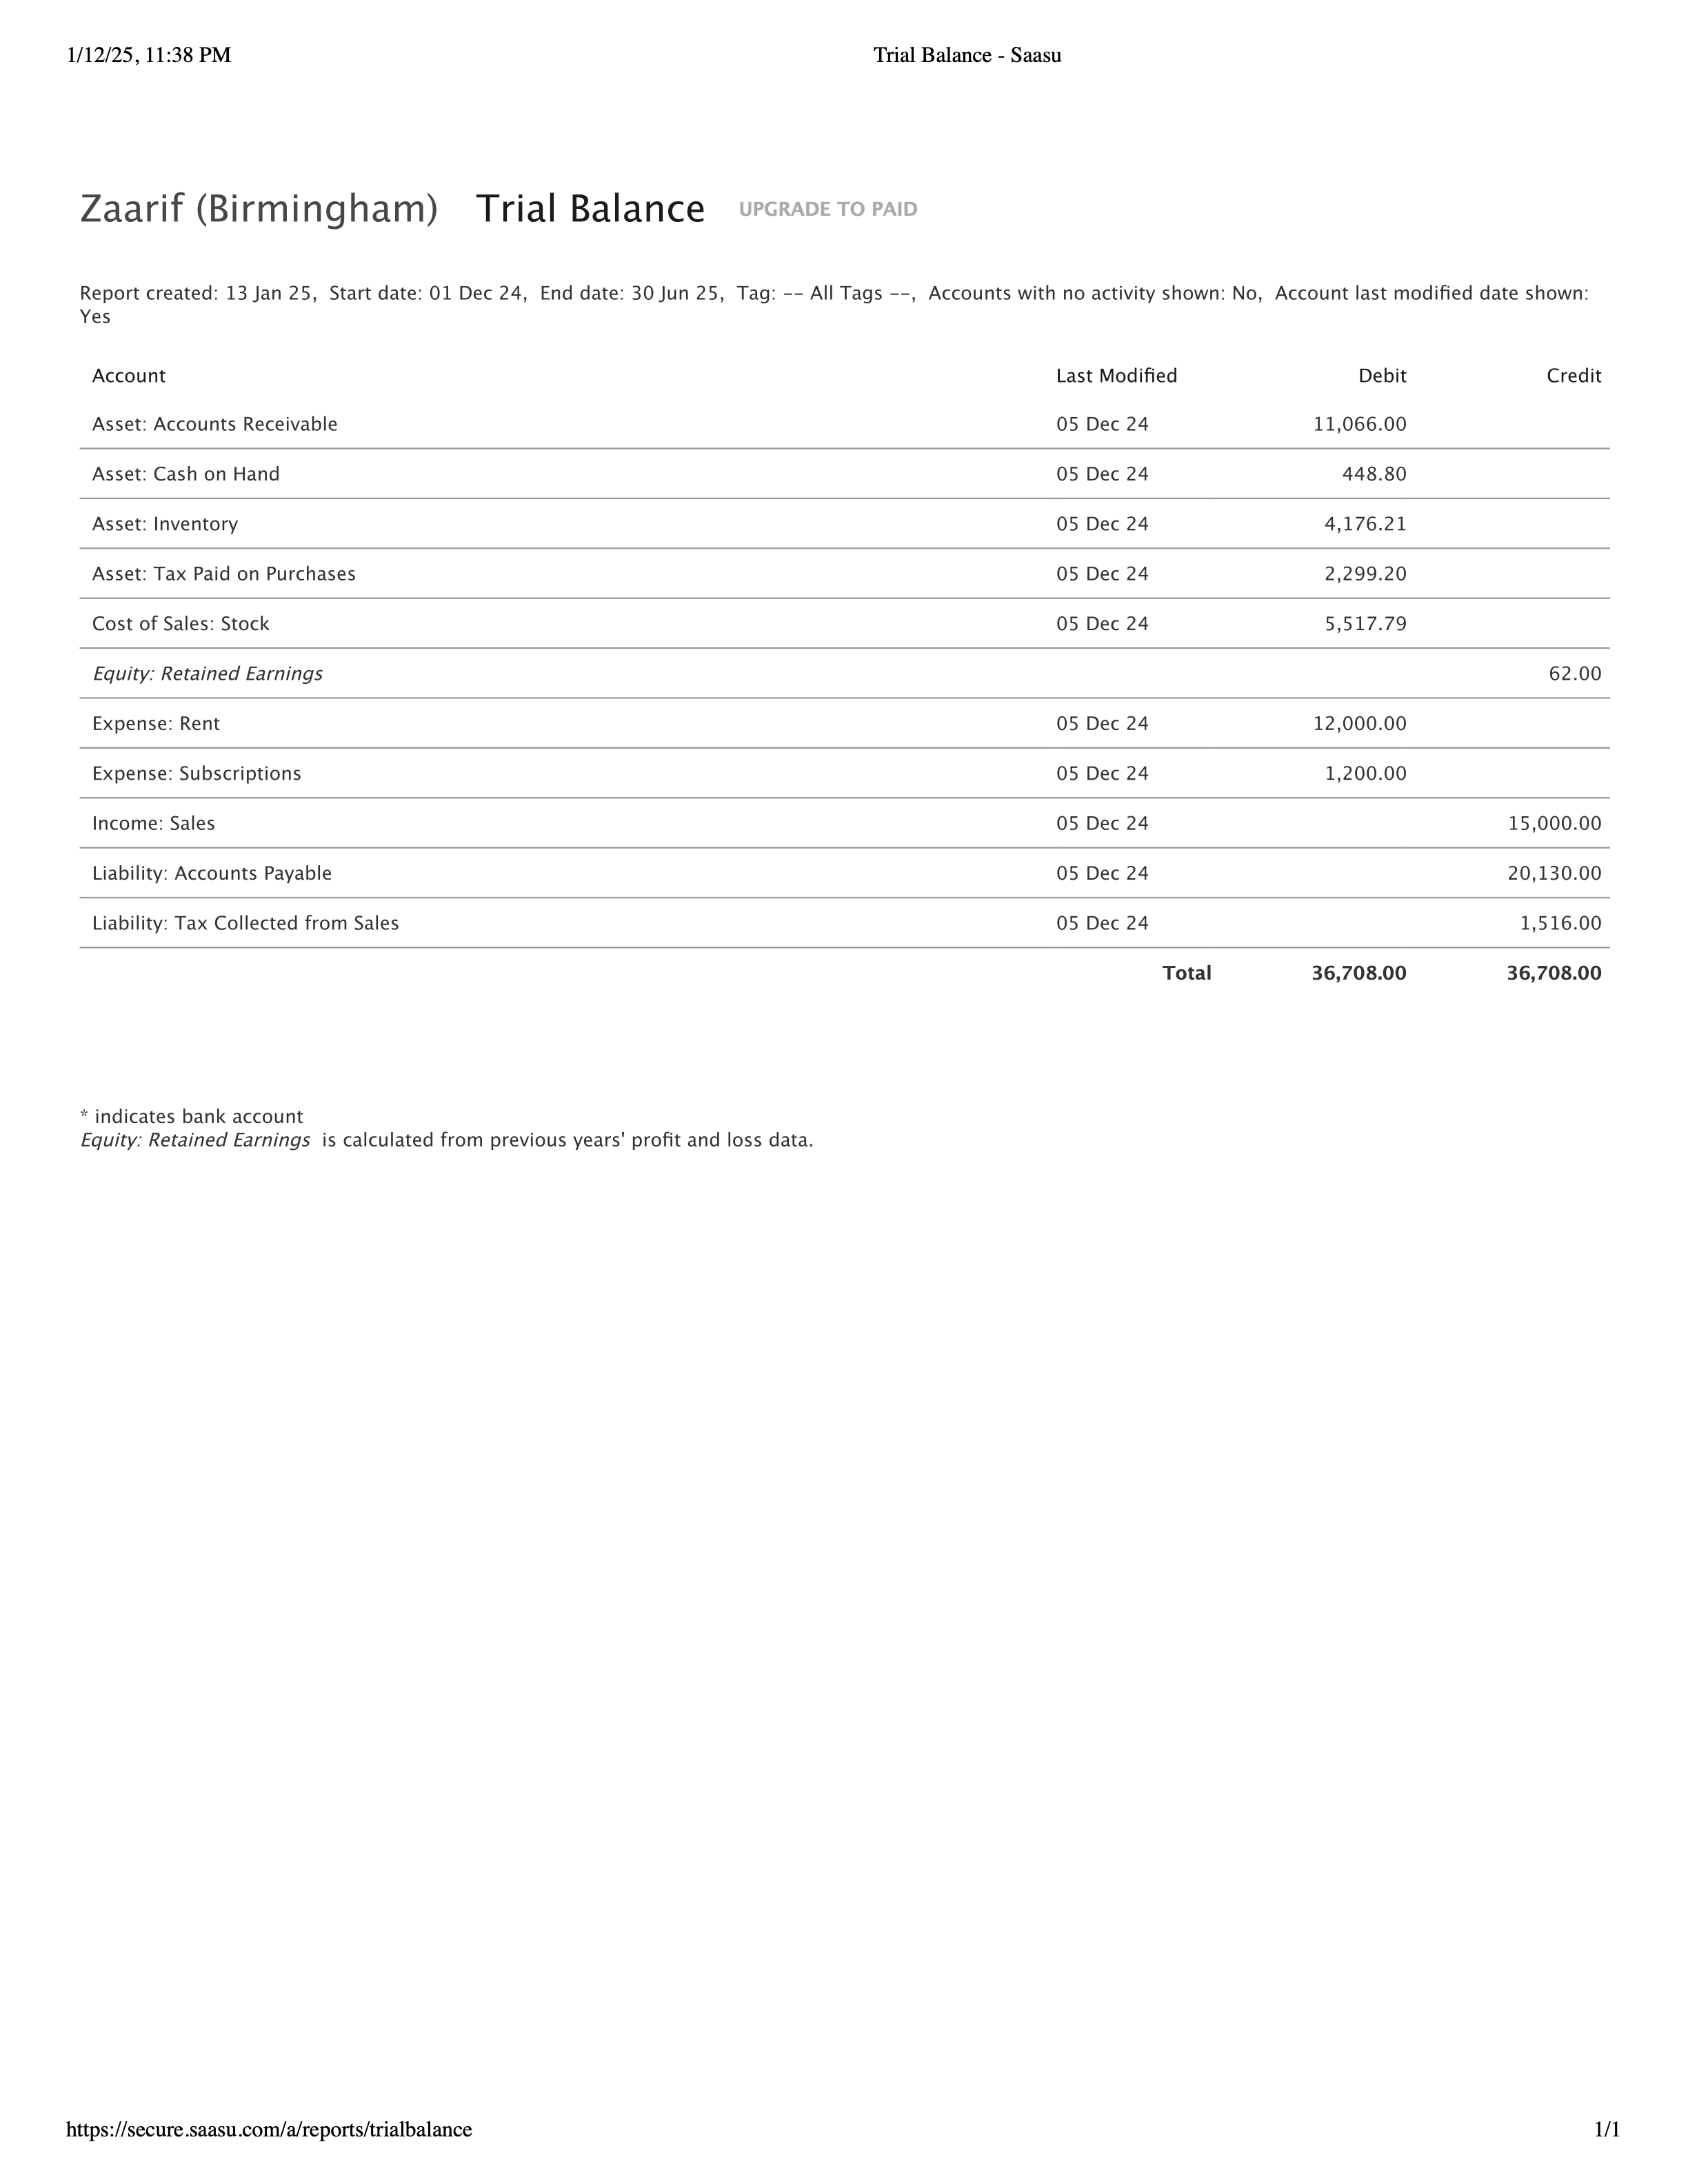 1/12/25, 11:38 PM Trial Balance - Saasu
Zaarif (Birmingham) Trial Balance UPGRADE TO PAID
Report created: 13 Jan 25, Start date: 01 Dec 24, End date: 30 Jun 25, Tag: -- All Tags --, Accounts with no activity shown: No, Account last modified date shown:
Yes
Account Last Modified Debit Credit
Asset: Accounts Receivable 05 Dec 24 11,066.00
Asset: Cash on Hand 05 Dec 24 448.80
Asset: Inventory 05 Dec 24 4,176.21
Asset: Tax Paid on Purchases 05 Dec 24 2,299.20
Cost of Sales: Stock 05 Dec 24 5,517.79
Equity: Retained Earnings 62.00
Expense: Rent 05 Dec 24 12,000.00
Expense: Subscriptions 05 Dec 24 1,200.00
Income: Sales 05 Dec 24 15,000.00
Liability: Accounts Payable 05 Dec 24 20,130.00
Liability: Tax Collected from Sales 05 Dec 24 1,516.00
Total 36,708.00 36,708.00
* indicates bank account
Equity: Retained Earnings is calculated from previous years' profit and loss data.
https://secure.saasu.com/a/reports/trialbalance 1/1